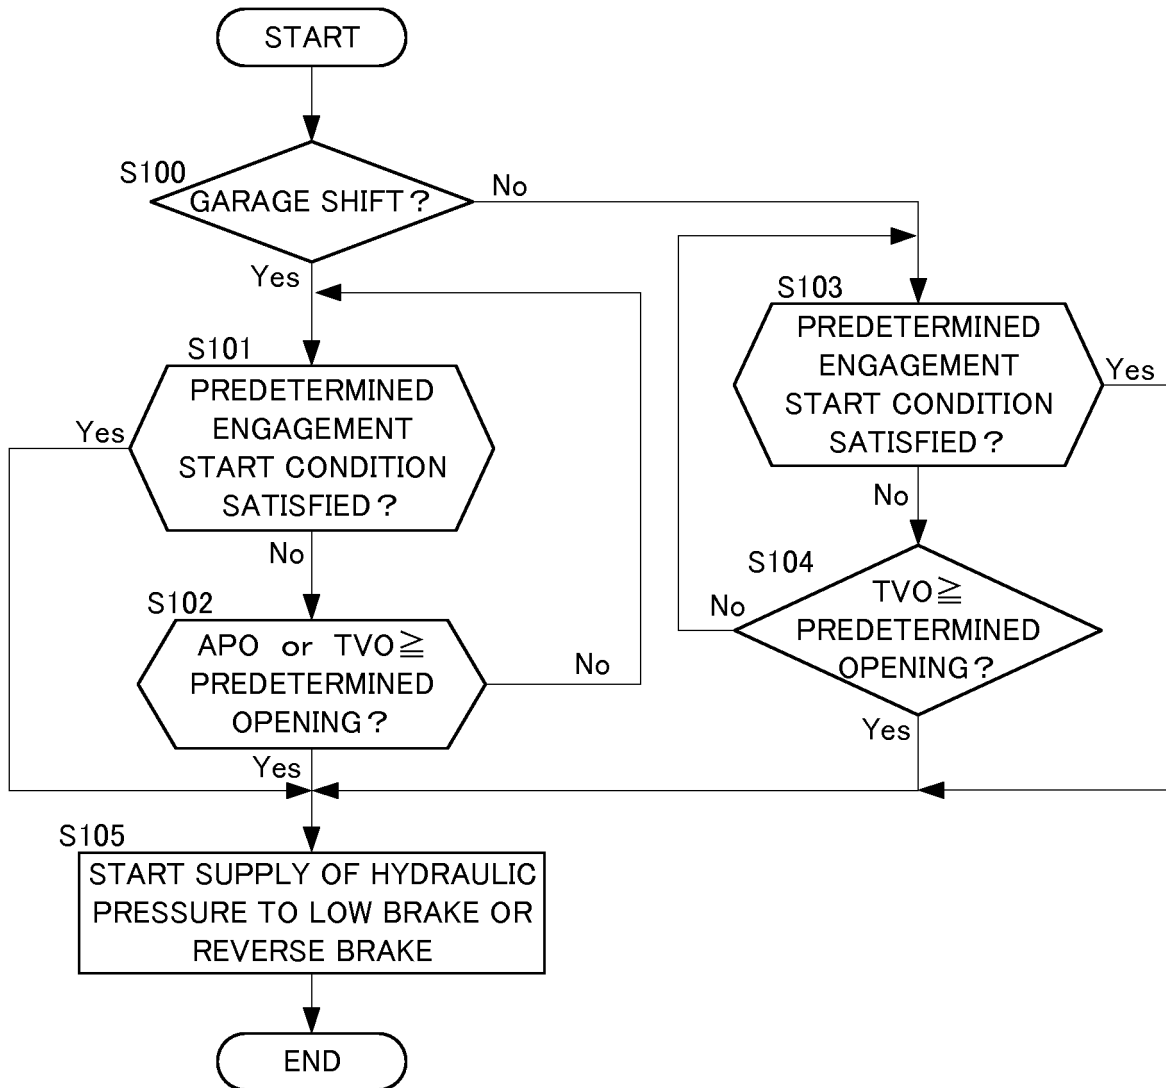 START
S100
GARAGE SHIFT?
No
Yes
S101
PREDETERMINED
ENGAGEMENT
START CONDITION
SATISFIED?
Yes
No
S102
APO or TVO≧
PREDETERMINED
OPENING?
No
Yes
S103
PREDETERMINED
ENGAGEMENT
START CONDITION
SATISFIED?
Yes
No
S104
TVO≧
PREDETERMINED
OPENING?
No
Yes
S105
START SUPPLY OF HYDRAULIC
PRESSURE TO LOW BRAKE OR
REVERSE BRAKE
END